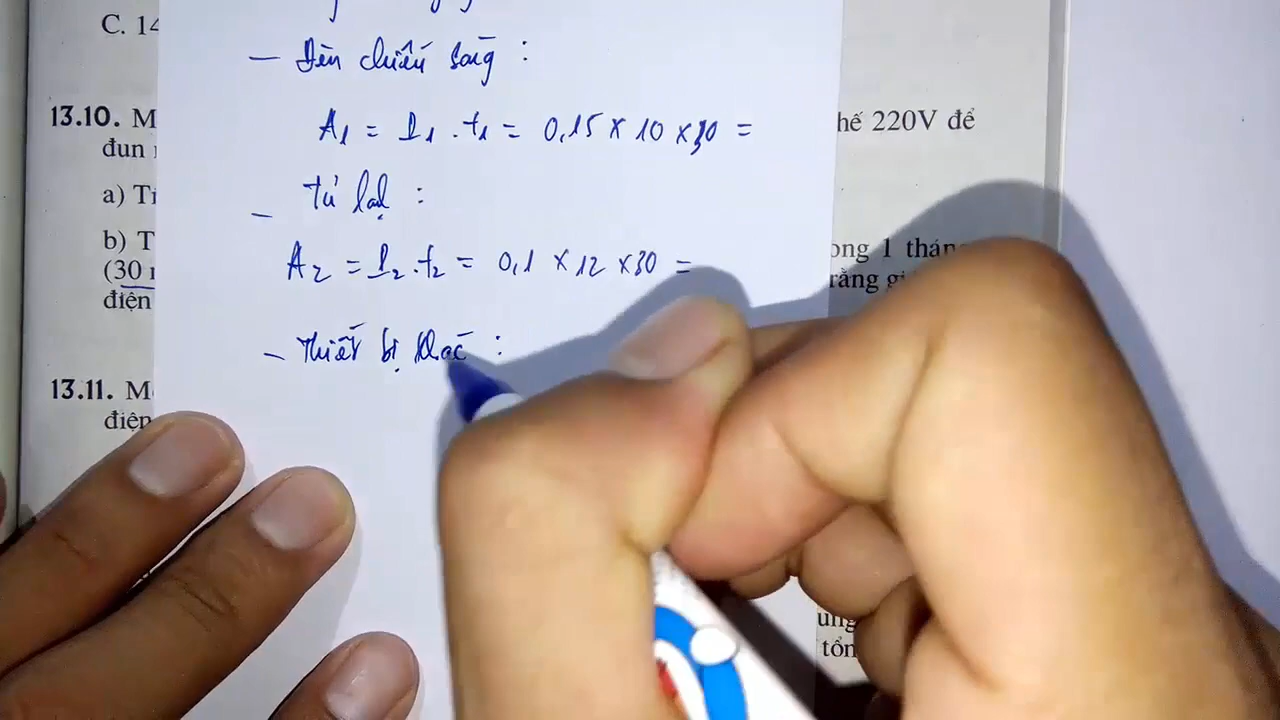 C. 14
- Đèn chiếu sáng :
13.10. M
hế 220V để
A1 = P1 . t1 = 0,15 × 10 × 30 =
đun
a) Tr
- Tủ lạnh :
b) T
ong 1 thán
(30
A2 = P2 . t2 = 0,1 × 12 × 30 =
rằng gi
điện
- Thiết bị khác :
13.11. M
điện
ung
tổn